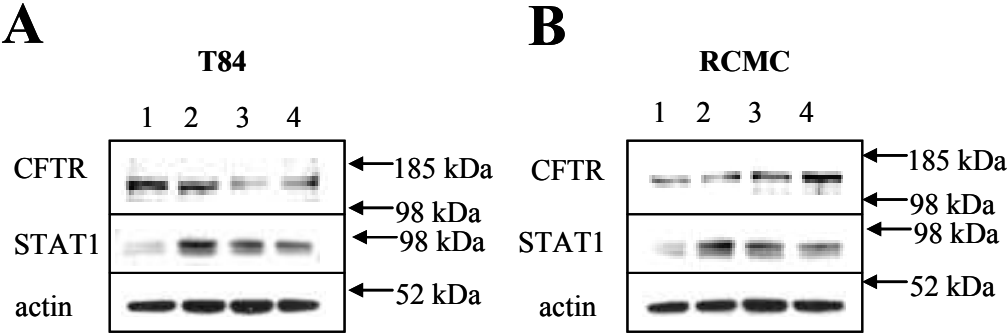 A
T84
1 2 3 4
CFTR
185 kDa
98 kDa
STAT1
98 kDa
actin
52 kDa
B
RCMC
1 2 3 4
CFTR
185 kDa
98 kDa
STAT1
98 kDa
actin
52 kDa